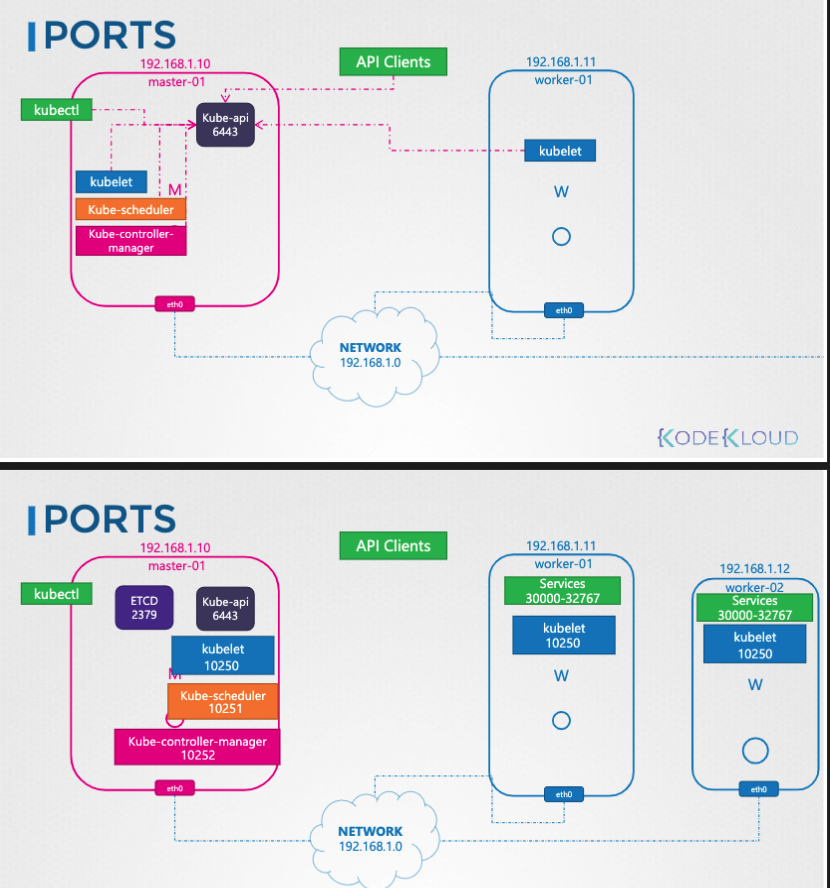 PORTS
192.168.1.10
master-01
API Clients
192.168.1.11
worker-01
kubectl
Kube-api
6443
kubelet
kubelet
M
W
Kube-scheduler
Kube-controller-
manager
eth0
eth0
NETWORK
192.168.1.0
KODEKLOUD
PORTS
192.168.1.10
master-01
API Clients
192.168.1.11
worker-01
192.168.1.12
worker-02
kubectl
ETCD
2379
Kube-api
6443
Services
30000-32767
Services
30000-32767
kubelet
10250
kubelet
10250
kubelet
10250
M
W
W
Kube-scheduler
10251
Kube-controller-manager
10252
eth0
eth0
eth0
NETWORK
192.168.1.0